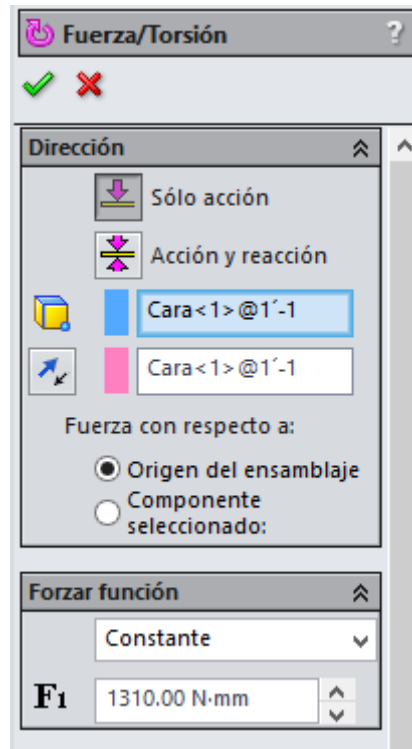 Fuerza/Torsión ?
Dirección
Sólo acción
Acción y reacción
Cara<1>@1´-1
Cara<1>@1´-1
Fuerza con respecto a:
Origen del ensamblaje
Componente
seleccionado:
Forzar función
Constante
F1 1310.00 N·mm